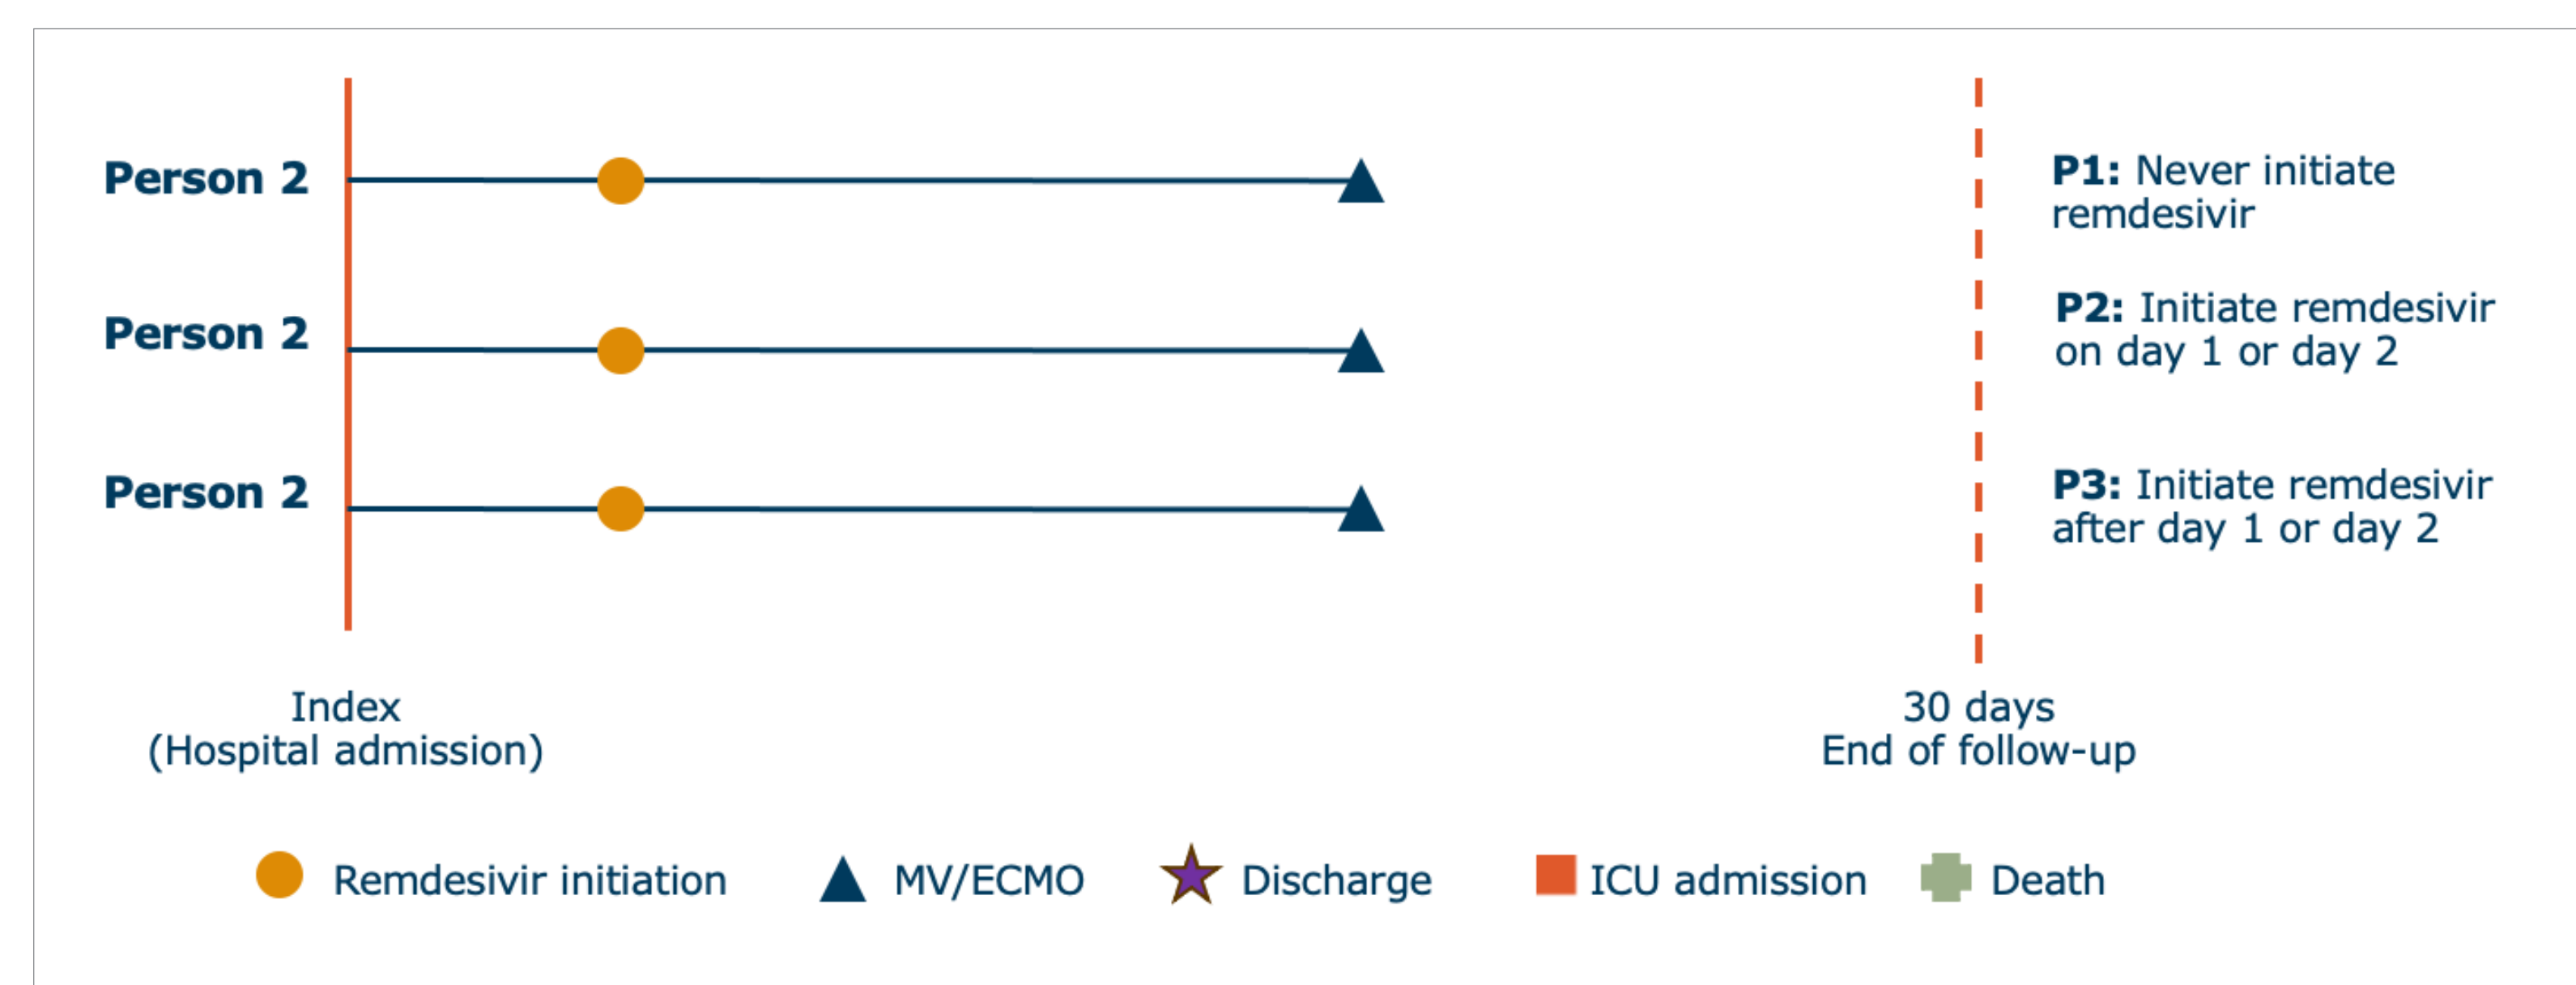 Person 2
P1: Never initiate
remdesivir
Person 2
P2: Initiate remdesivir
on day 1 or day 2
Person 2
P3: Initiate remdesivir
after day 1 or day 2
Index
(Hospital admission)
30 days
End of follow-up
Remdesivir initiation
MV/ECMO
Discharge
ICU admission
Death